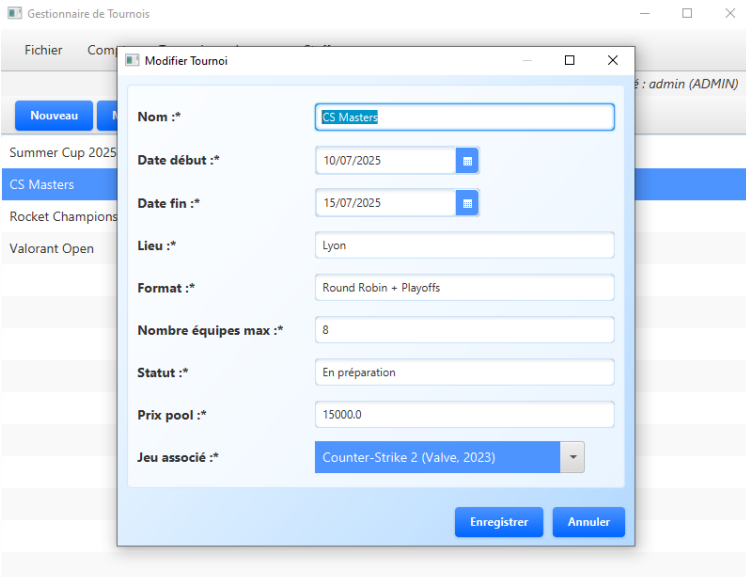 Gestionnaire de Tournois
Fichier
Modifier Tournoi
: admin (ADMIN)
Nouveau
Summer Cup 2025
CS Masters
Rocket Champions
Valorant Open
Nom :*
CS Masters
Date début :*
10/07/2025
Date fin :*
15/07/2025
Lieu :*
Lyon
Format :*
Round Robin + Playoffs
Nombre équipes max :*
8
Statut :*
En préparation
Prix pool :*
15000.0
Jeu associé :*
Counter-Strike 2 (Valve, 2023)
Enregistrer Annuler